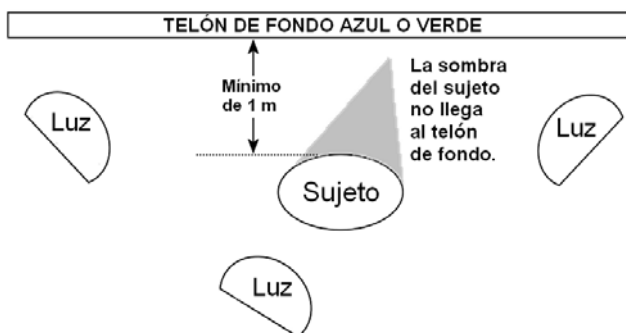 TELÓN DE FONDO AZUL O VERDE
Mínimo
de 1 m
La sombra
del sujeto
no llega
al telón
de fondo.
Luz
Luz
Sujeto
Luz